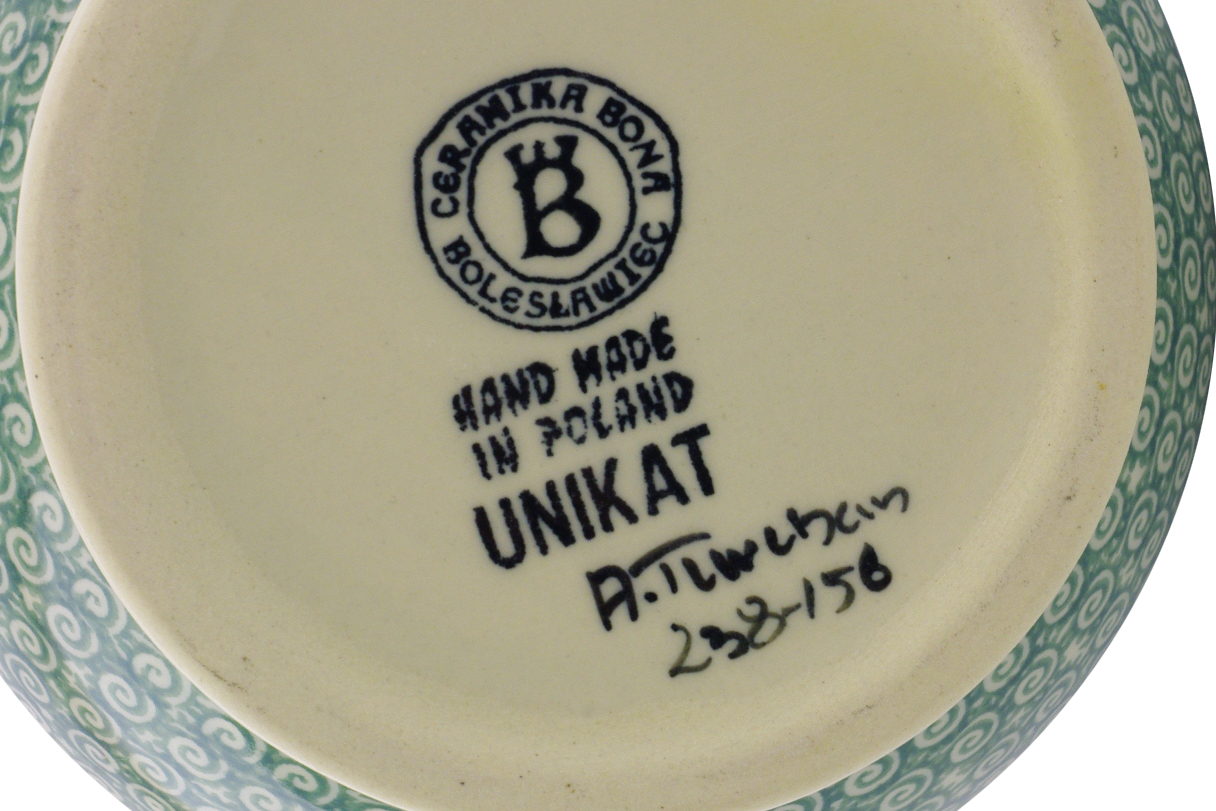 CERAMIKA BONA
BOLESŁAWIEC
B
HAND MADE
IN POLAND
UNIKAT
A.
238-156